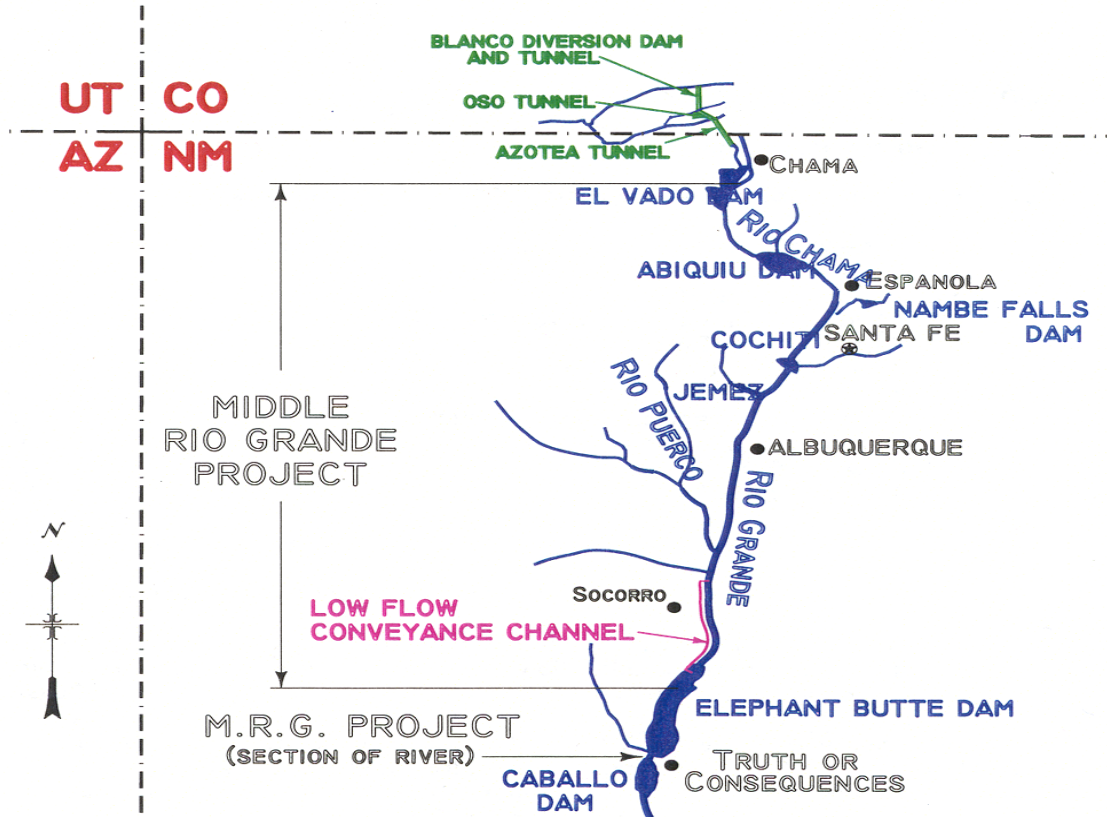 BLANCO DIVERSION DAM
AND TUNNEL
UT CO
OSO TUNNEL
AZ NM
AZOTEA TUNNEL
CHAMA
EL VADO DAM
RIO CHAMA
ABIQUIU DAM
ESPANOLA
NAMBE FALLS
DAM
COCHITI
SANTA FE
JEMEZ
RIO PUERCO
MIDDLE
RIO GRANDE
PROJECT
ALBUQUERQUE
RIO GRANDE
N
SOCORRO
LOW FLOW
CONVEYANCE CHANNEL
ELEPHANT BUTTE DAM
M.R.G. PROJECT
(SECTION OF RIVER)
TRUTH OR
CONSEQUENCES
CABALLO
DAM